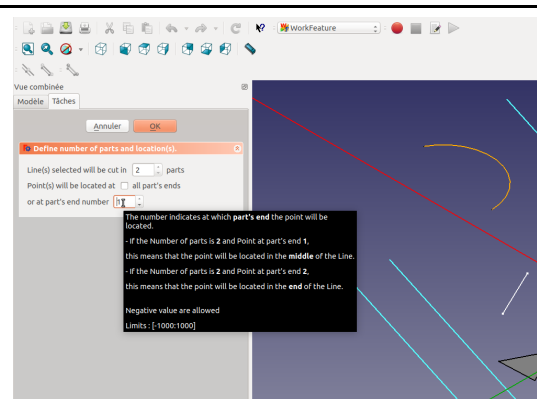 WorkFeature
Vue combinée
Modèle Tâches
Annuler OK
Define number of parts and location(s).
Line(s) selected will be cut in 2 parts
Point(s) will be located at all part's ends
or at part's end number 1
The number indicates at which part's end the point will be
located.
- If the Number of parts is 2 and Point at part's end 1,
this means that the point will be located in the middle of the Line.
- If the Number of parts is 2 and Point at part's end 2,
this means that the point will be located in the end of the Line.
Negative value are allowed
Limits : [-1000:1000]